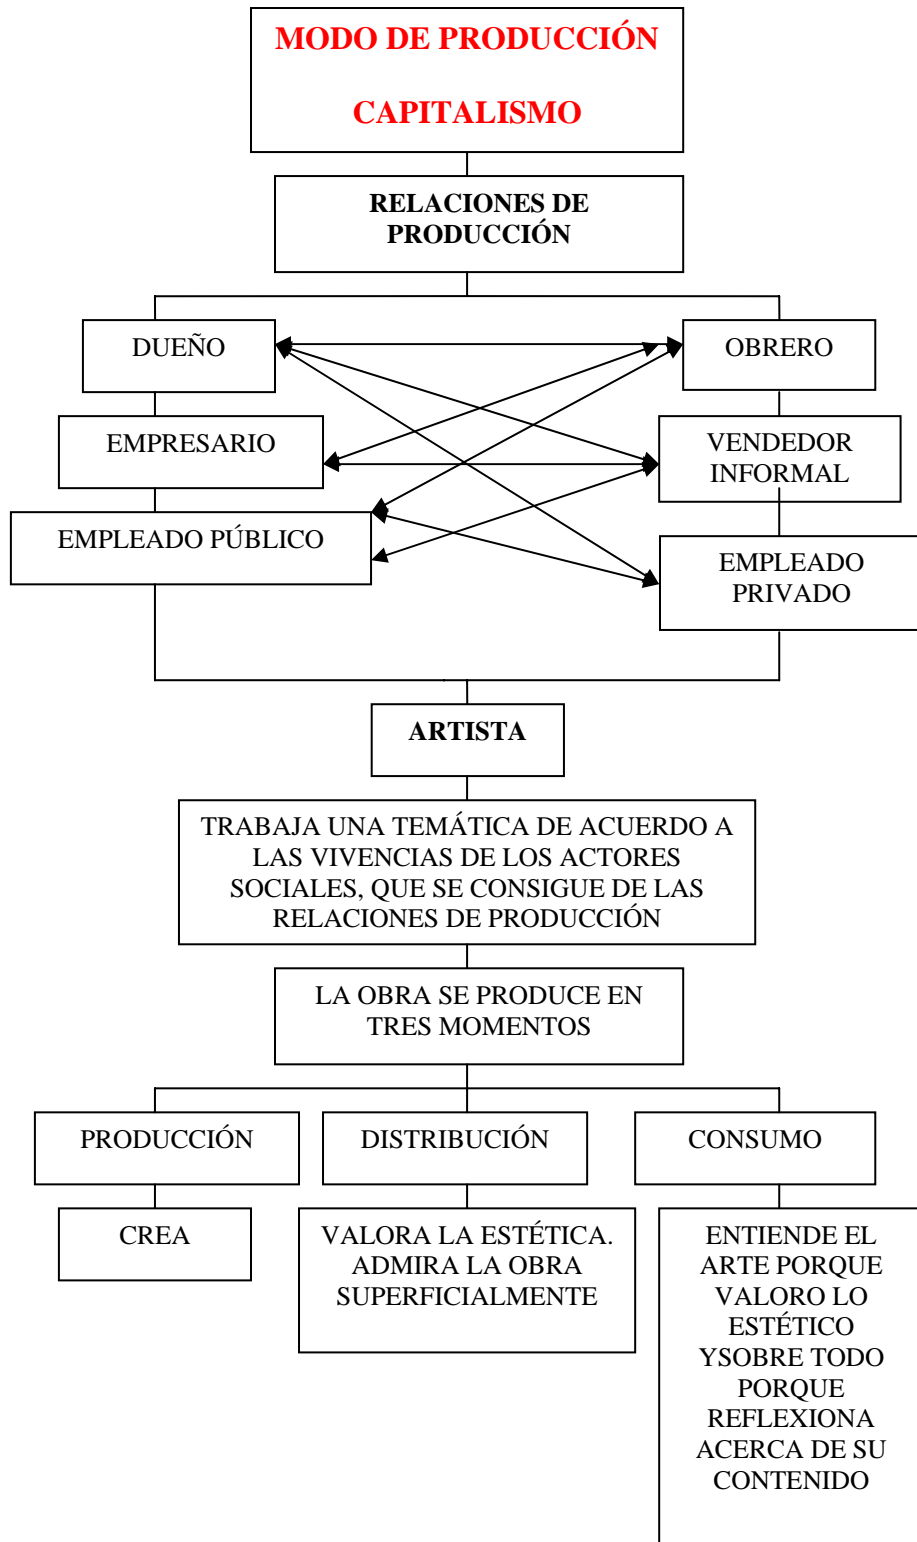 MODO DE PRODUCCIÓN
CAPITALISMO
RELACIONES DE
PRODUCCIÓN
DUEÑO
OBRERO
EMPRESARIO
VENDEDOR
INFORMAL
EMPLEADO PÚBLICO
EMPLEADO
PRIVADO
ARTISTA
TRABAJA UNA TEMÁTICA DE ACUERDO A
LAS VIVENCIAS DE LOS ACTORES
SOCIALES, QUE SE CONSIGUE DE LAS
RELACIONES DE PRODUCCIÓN
LA OBRA SE PRODUCE EN
TRES MOMENTOS
PRODUCCIÓN
DISTRIBUCIÓN
CONSUMO
CREA
VALORA LA ESTÉTICA.
ADMIRA LA OBRA
SUPERFICIALMENTE
ENTIENDE EL
ARTE PORQUE
VALORO LO
ESTÉTICO
YSOBRE TODO
PORQUE
REFLEXIONA
ACERCA DE SU
CONTENIDO